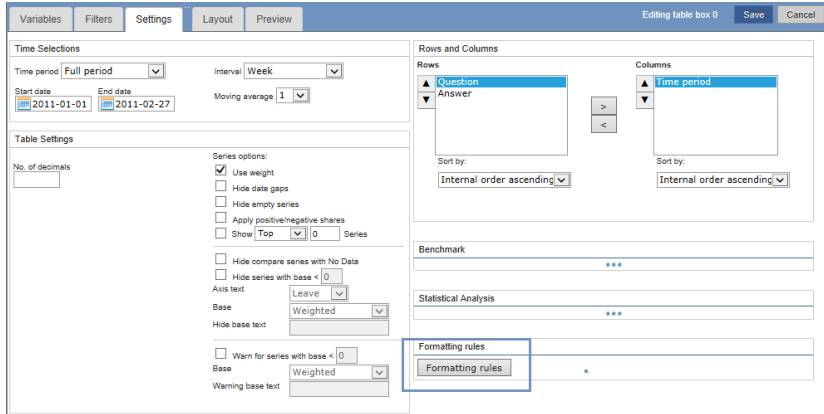 Variables Filters Settings Layout Preview Editing table box 0 Save Cancel
Time Selections
Time period Full period Interval Week
Start date End date
2011-01-01 2011-02-27 Moving average 1
Table Settings
No. of decimals
Series options:
Use weight
Hide date gaps
Hide empty series
Apply positive/negative shares
Show Top 0 Series
Hide compare series with No Data
Hide series with base < 0
Axis text Leave
Base Weighted
Hide base text
Warn for series with base < 0
Base Weighted
Warning base text
Rows and Columns
Rows Columns
▲ Question ▲ Time period
▼ Answer ▼
>
<
Sort by: Sort by:
Internal order ascending Internal order ascending
Benchmark
Statistical Analysis
Formatting rules
Formatting rules